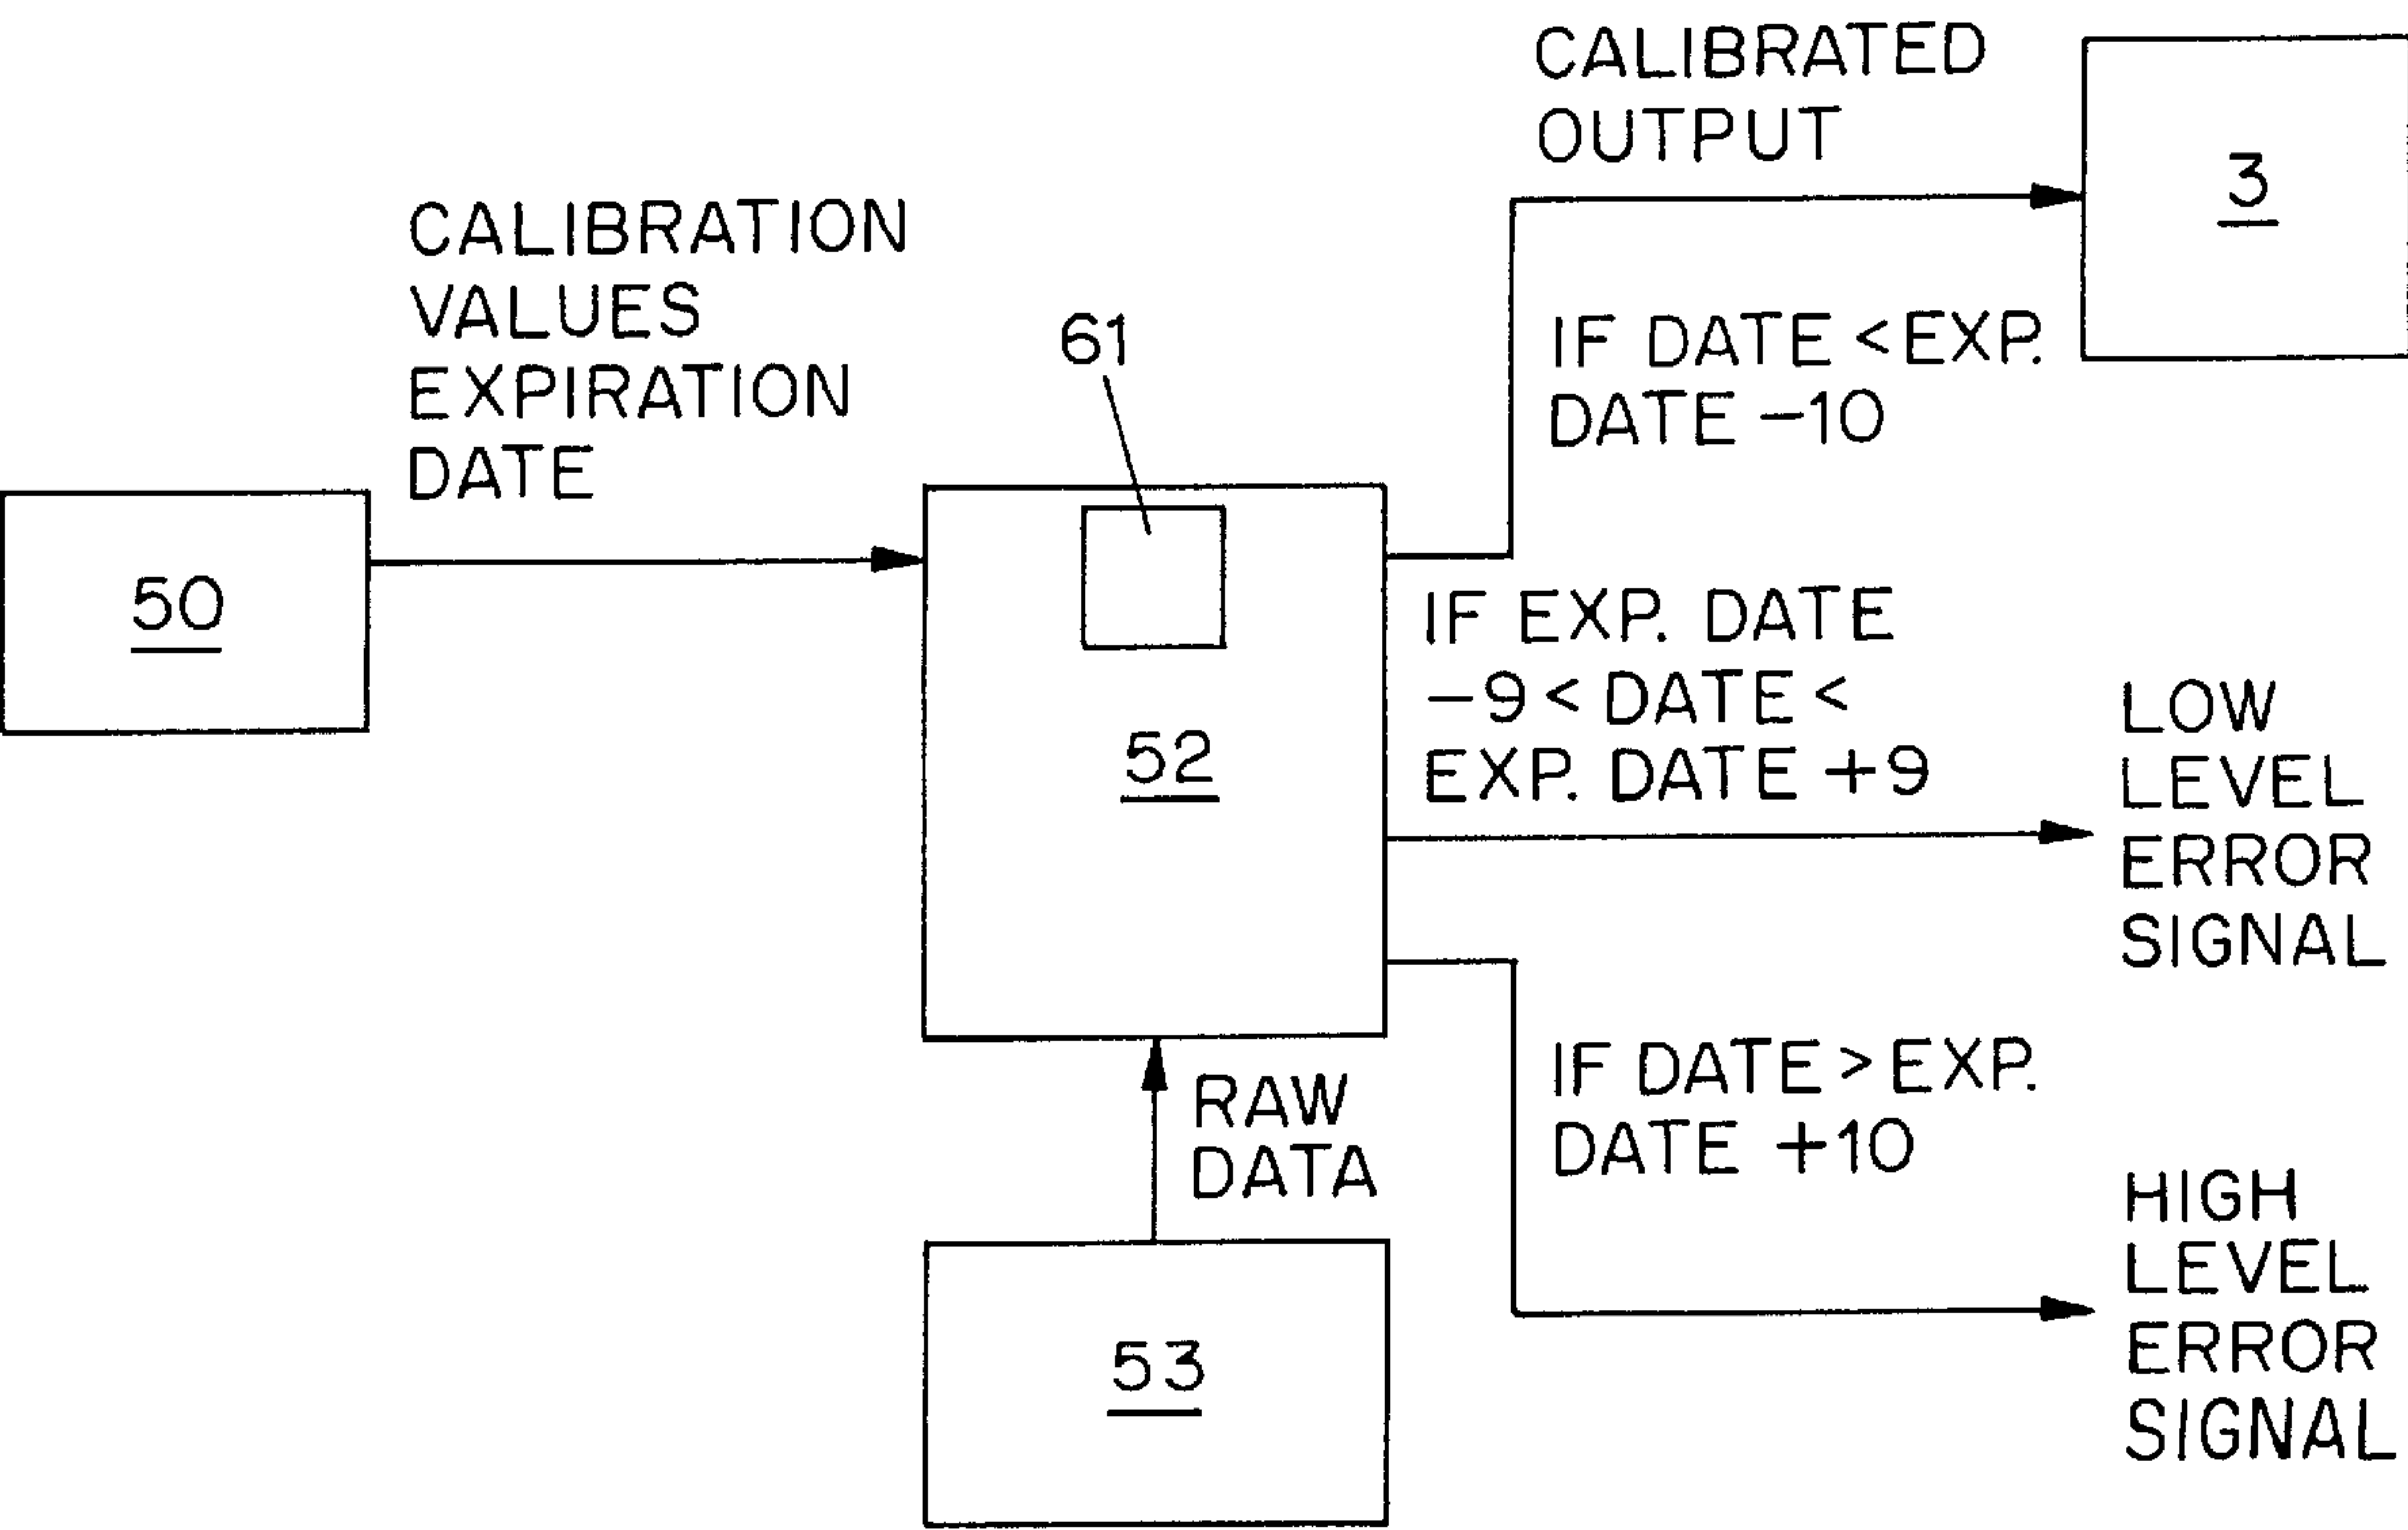 CALIBRATED
OUTPUT
3
CALIBRATION
VALUES
EXPIRATION
DATE
61
IF DATE < EXP.
DATE –10
50
52
IF EXP. DATE
–9 < DATE <
EXP. DATE +9
LOW
LEVEL
ERROR
SIGNAL
RAW
DATA
IF DATE > EXP.
DATE +10
HIGH
LEVEL
ERROR
SIGNAL
53